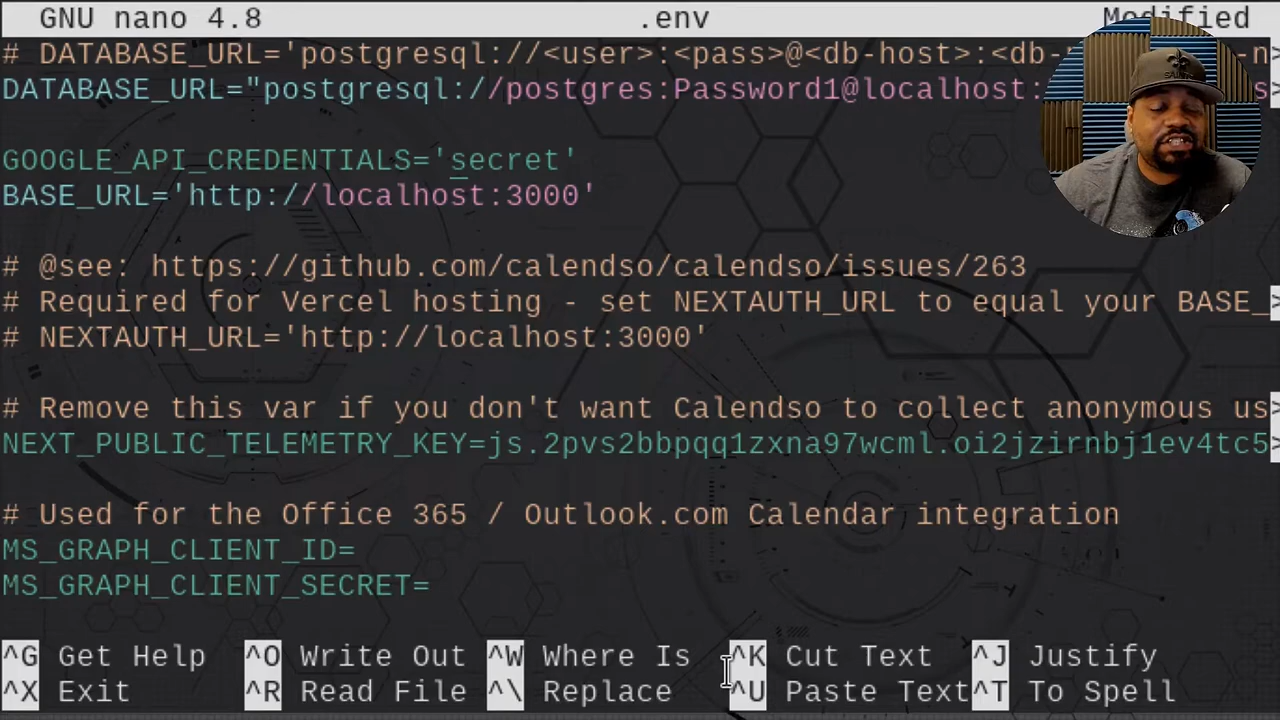 GNU nano 4.8 .env Modified
# DATABASE_URL='postgresql://<user>:<pass>@<db-host>:<db-
DATABASE_URL="postgresql://postgres:Password1@localhost:
GOOGLE_API_CREDENTIALS='secret'
BASE_URL='http://localhost:3000'
# @see: https://github.com/calendso/calendso/issues/263
# Required for Vercel hosting - set NEXTAUTH_URL to equal your BASE_>
# NEXTAUTH_URL='http://localhost:3000'
# Remove this var if you don't want Calendso to collect anonymous us>
NEXT_PUBLIC_TELEMETRY_KEY=js.2pvs2bbpqq1zxna97wcml.oi2jzirnbj1ev4tc5>
# Used for the Office 365 / Outlook.com Calendar integration
MS_GRAPH_CLIENT_ID=
MS_GRAPH_CLIENT_SECRET=
^G Get Help ^O Write Out ^W Where Is ^K Cut Text ^J Justify
^X Exit ^R Read File ^\ Replace ^U Paste Text ^T To Spell